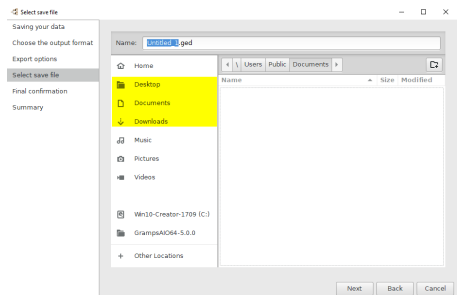 Select save file
Saving your data
Choose the output format
Export options
Select save file
Final confirmation
Summary
Name: Untitled_1.ged
Home
Desktop
Documents
Downloads
Music
Pictures
Videos
Win10-Creator-1709 (C:)
GrampsAIO64-5.0.0
Other Locations
\ Users Public Documents
Name Size Modified
Next Back Cancel